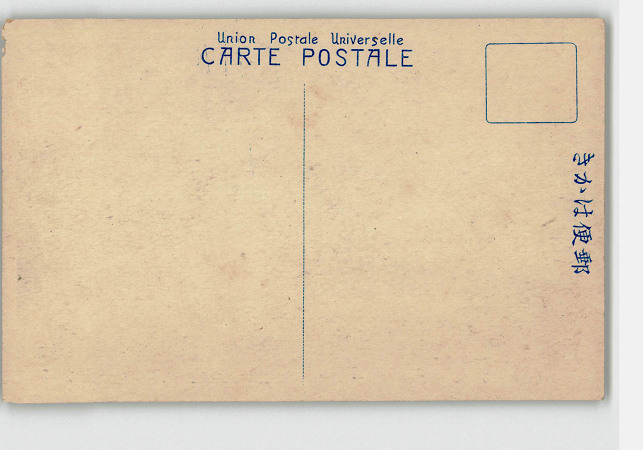 Union Postale Universelle
CARTE POSTALE
郵便はかき